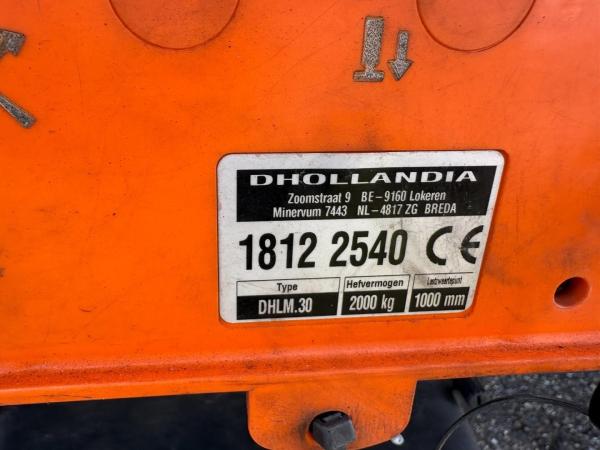 DHOLLANDIA
Zoomstraat 9 BE-9160 Lokeren
Minervum 7443 NL-4817 ZG BREDA
1812 2540 CE
Type Hefvermogen Lastzwaartepunt
DHLM.30 2000 kg 1000 mm